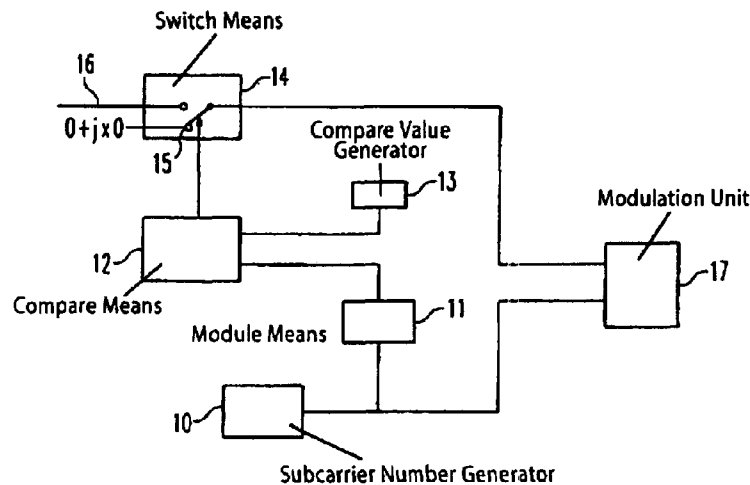 Switch Means
16
14
0+j×0
15
Compare Value
Generator
13
Modulation Unit
12
17
Compare Means
11
Module Means
10
Subcarrier Number Generator